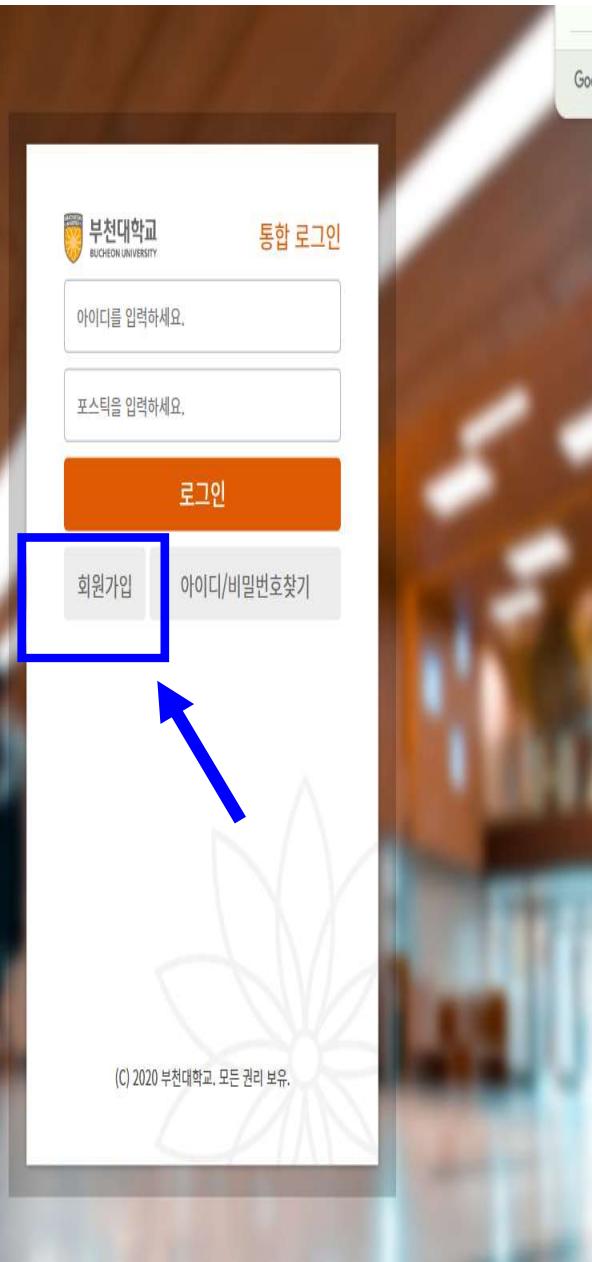 Goo
부천대학교
BUCHEON UNIVERSITY
통합 로그인
아이디를 입력하세요.
포스틱을 입력하세요.
로그인
회원가입
아이디/비밀번호찾기
(C) 2020 부천대학교. 모든 권리 보유.